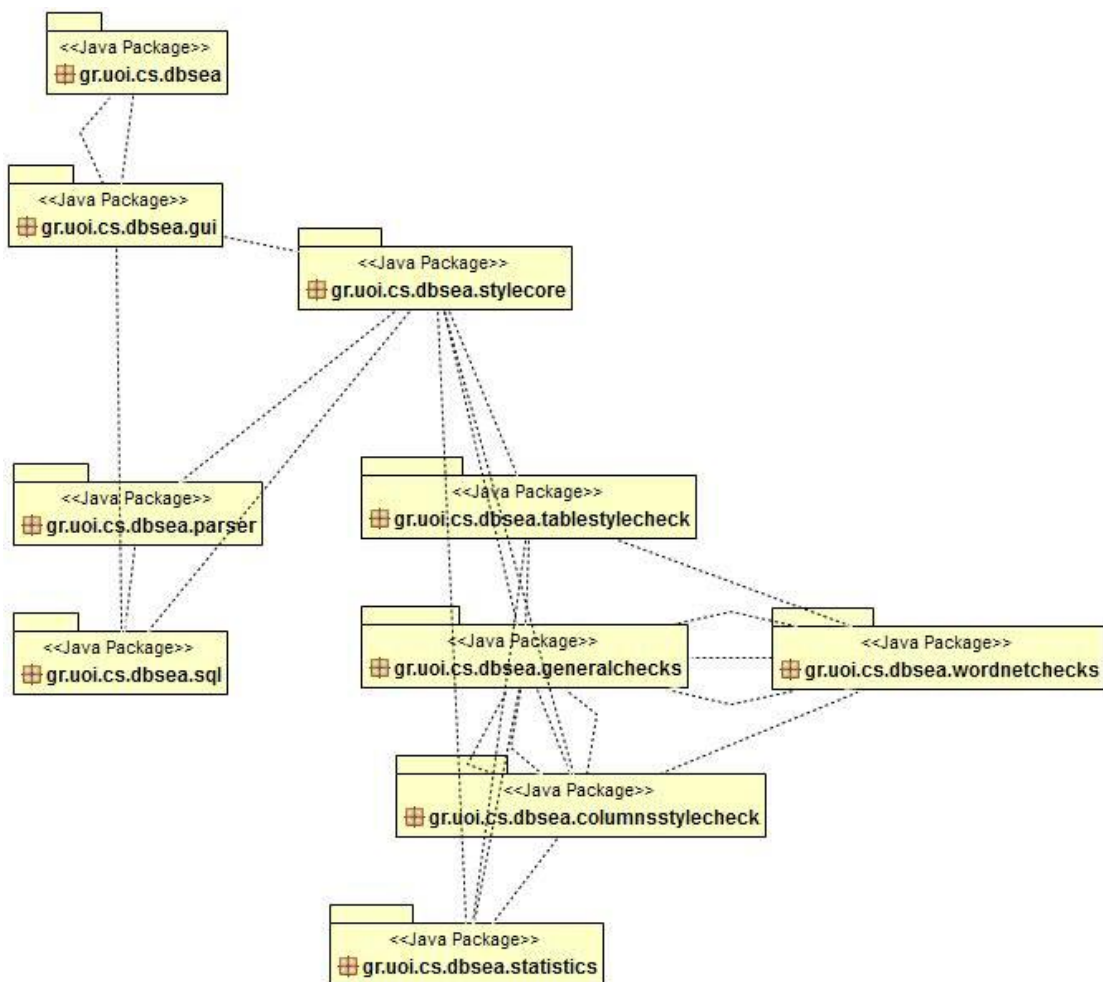 <<Java Package>>
gr.uoi.cs.dbsea
<<Java Package>>
gr.uoi.cs.dbsea.gui
<<Java Package>>
gr.uoi.cs.dbsea.stylecore
<<Java Package>>
gr.uoi.cs.dbsea.parser
<<Java Package>>
gr.uoi.cs.dbsea.tablestylecheck
<<Java Package>>
gr.uoi.cs.dbsea.sql
<<Java Package>>
gr.uoi.cs.dbsea.generalchecks
<<Java Package>>
gr.uoi.cs.dbsea.wordnetchecks
<<Java Package>>
gr.uoi.cs.dbsea.columnsstylecheck
<<Java Package>>
gr.uoi.cs.dbsea.statistics